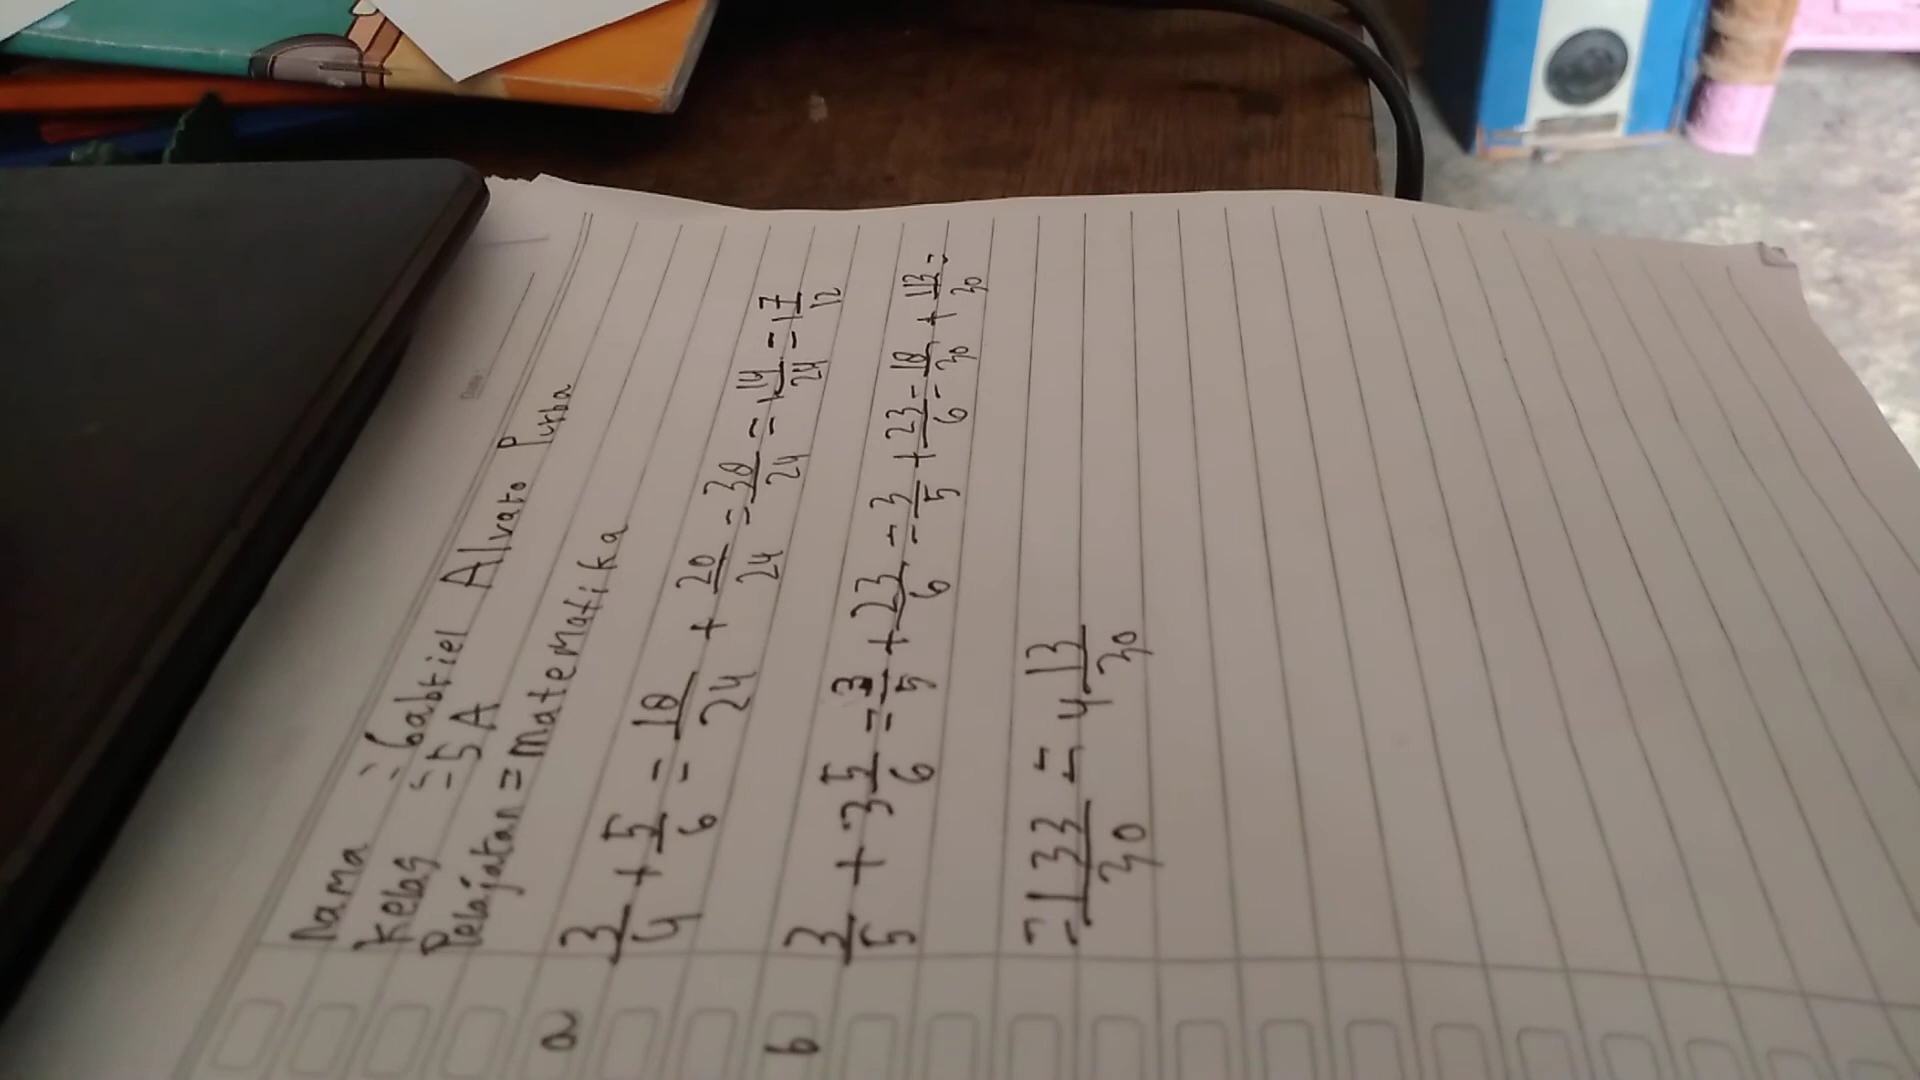 Nama = Gabriel Alvaro Purba
Kelas = 5 A
Pelajaran = matematika
a 3/4 + 5/6 = 18/24 + 20/24 = 38/24 = 1 14/24 = 1 7/12
b 3/5 + 3 5/6 = 3/5 + 23/6 = 3/5 + 23/6 = 18/30 + 113/30 =
= 133/30 = 4 13/30